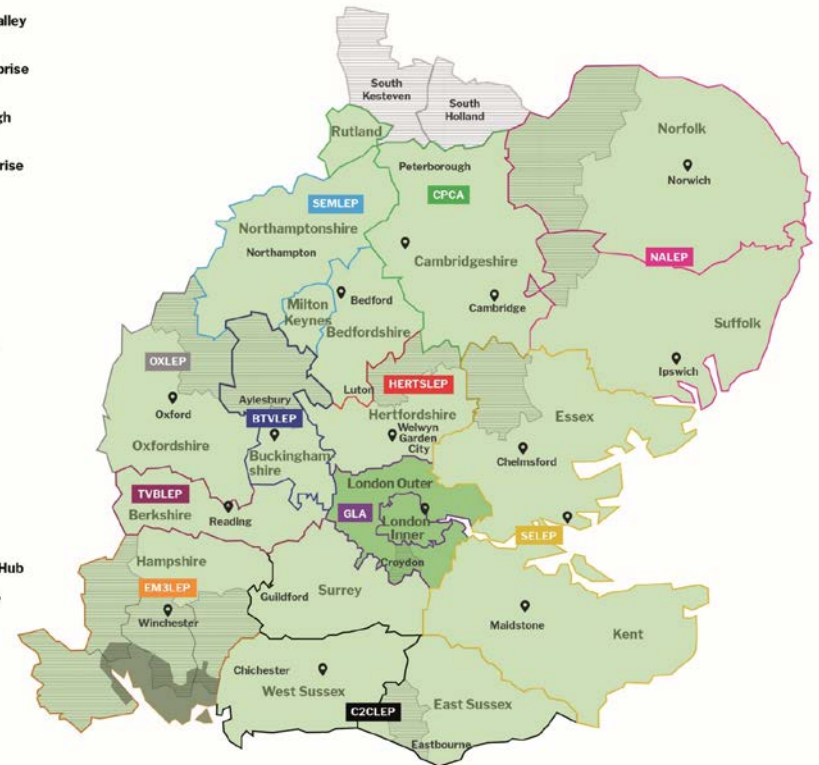 alley
prise
gh
rise
Hub
South
Kesteven
South
Holland
Rutland
Norfolk
Peterborough
Norwich
SEMLEP
CPCA
Northamptonshire
Northampton
Cambridgeshire
NALEP
Milton
Keynes
Bedford
Cambridge
Bedfordshire
Suffolk
OXLEP
Ipswich
Luton
HERTSLEP
Aylesbury
Oxford
BTVLEP
Hertfordshire
Essex
Oxfordshire
Welwyn
Garden
City
Buckingham
shire
Chelmsford
London Outer
TVBLEP
Berkshire
Reading
GLA
London
Inner
SELEP
Croydon
Hampshire
EM3LEP
Guildford
Surrey
Winchester
Maidstone
Kent
Chichester
West Sussex
C2CLEP
East Sussex
Eastbourne